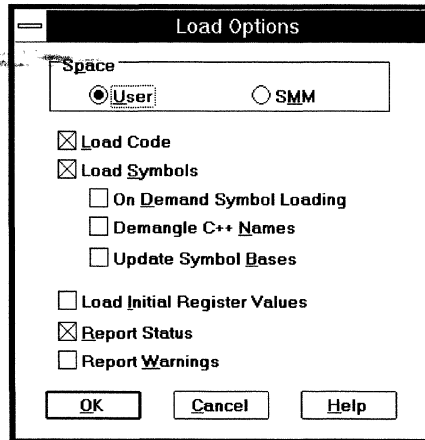 Load Options
Space
User SMM
Load Code
Load Symbols
On Demand Symbol Loading
Demangle C++ Names
Update Symbol Bases
Load Initial Register Values
Report Status
Report Warnings
OK Cancel Help